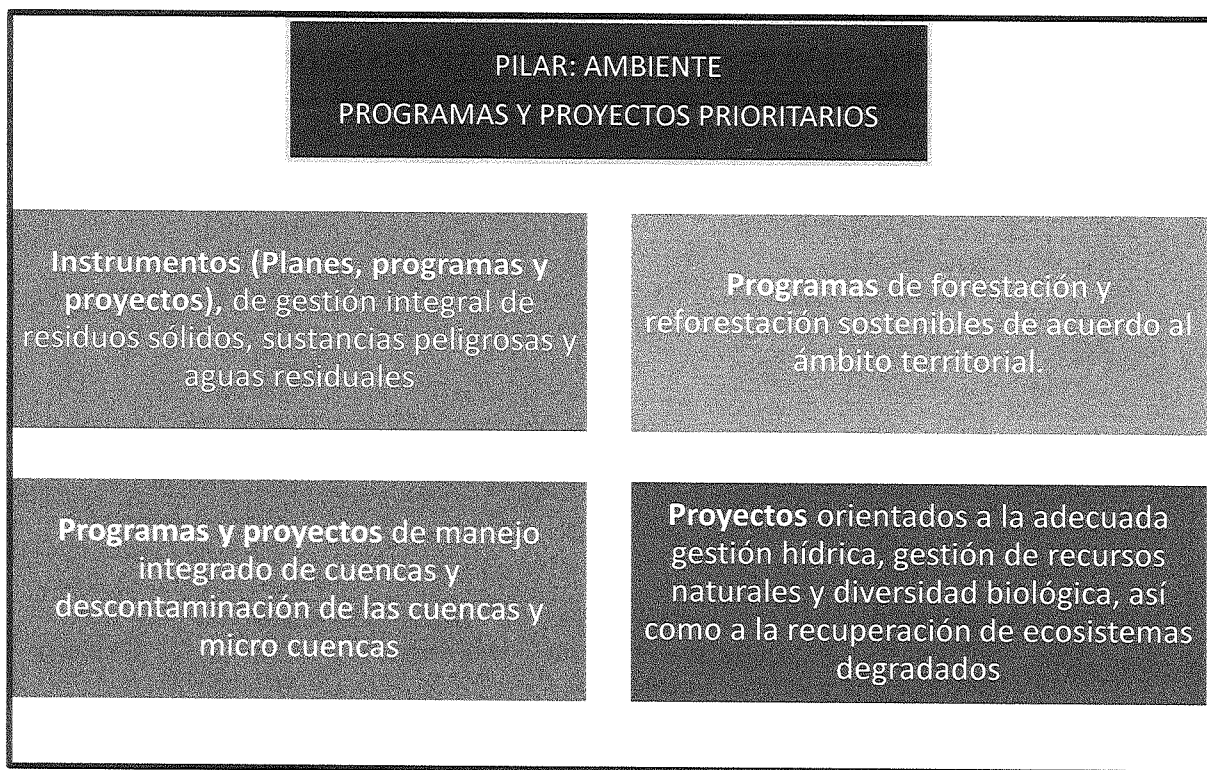 PILAR: AMBIENTE
PROGRAMAS Y PROYECTOS PRIORITARIOS
Instrumentos (Planes, programas y
proyectos), de gestión integral de
residuos sólidos, sustancias peligrosas y
aguas residuales
Programas de forestación y
reforestación sostenibles de acuerdo al
ámbito territorial.
Programas y proyectos de manejo
integrado de cuencas y
descontaminación de las cuencas y
micro cuencas
Proyectos orientados a la adecuada
gestión hídrica, gestión de recursos
naturales y diversidad biológica, así
como a la recuperación de ecosistemas
degradados